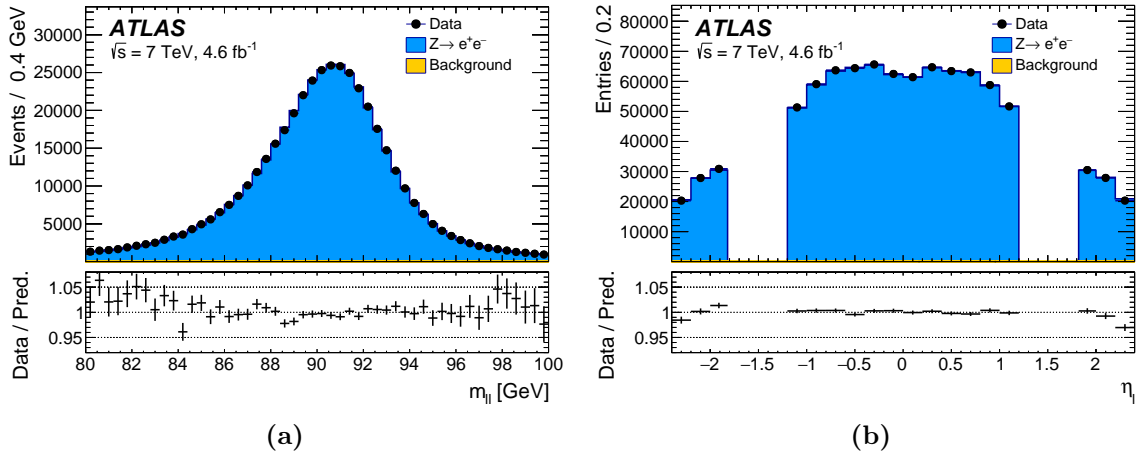 ATLAS
√s = 7 TeV, 4.6 fb⁻¹
Data
Z→ e⁺e⁻
Background
Events / 0.4 GeV
30000
25000
20000
15000
10000
5000
Data / Pred.
1.05
1.00
0.95
80 82 84 86 88 90 92 94 96 98 100
m_ll [GeV]
(a)
ATLAS
√s = 7 TeV, 4.6 fb⁻¹
Data
Z→ e⁺e⁻
Background
Entries / 0.2
80000
70000
60000
50000
40000
30000
20000
10000
Data / Pred.
1.05
1
0.95
−2 −1.5 −1 −0.5 0 0.5 1 1.5 2
η_l
(b)